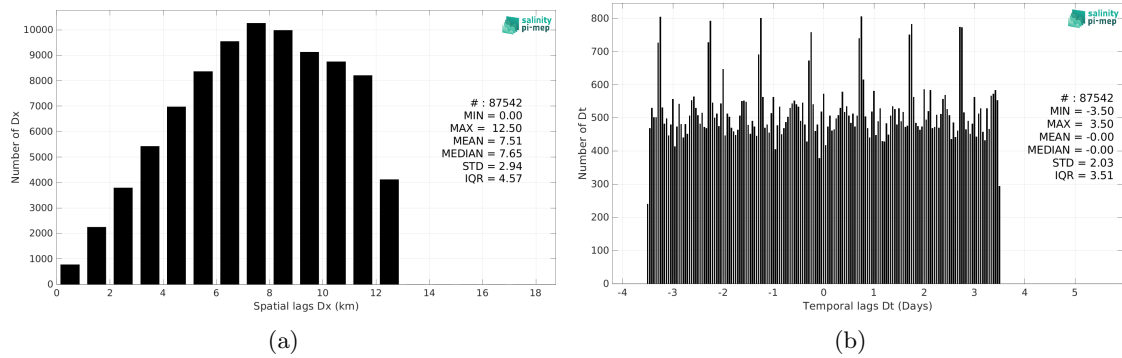 salinity
pi-mep
10000
9000
8000
7000
6000
5000
4000
3000
2000
1000
0
Number of Dx
# : 87542
MIN = 0.00
MAX = 12.50
MEAN = 7.51
MEDIAN = 7.65
STD = 2.94
IQR = 4.57
0 2 4 6 8 10 12 14 16 18
Spatial lags Dx (km)
(a)
salinity
pi-mep
800
700
600
500
400
300
200
100
0
Number of Dt
# : 87542
MIN = -3.50
MAX = 3.50
MEAN = -0.00
MEDIAN = -0.00
STD = 2.03
IQR = 3.51
-4 -3 -2 -1 0 1 2 3 4 5
Temporal lags Dt (Days)
(b)